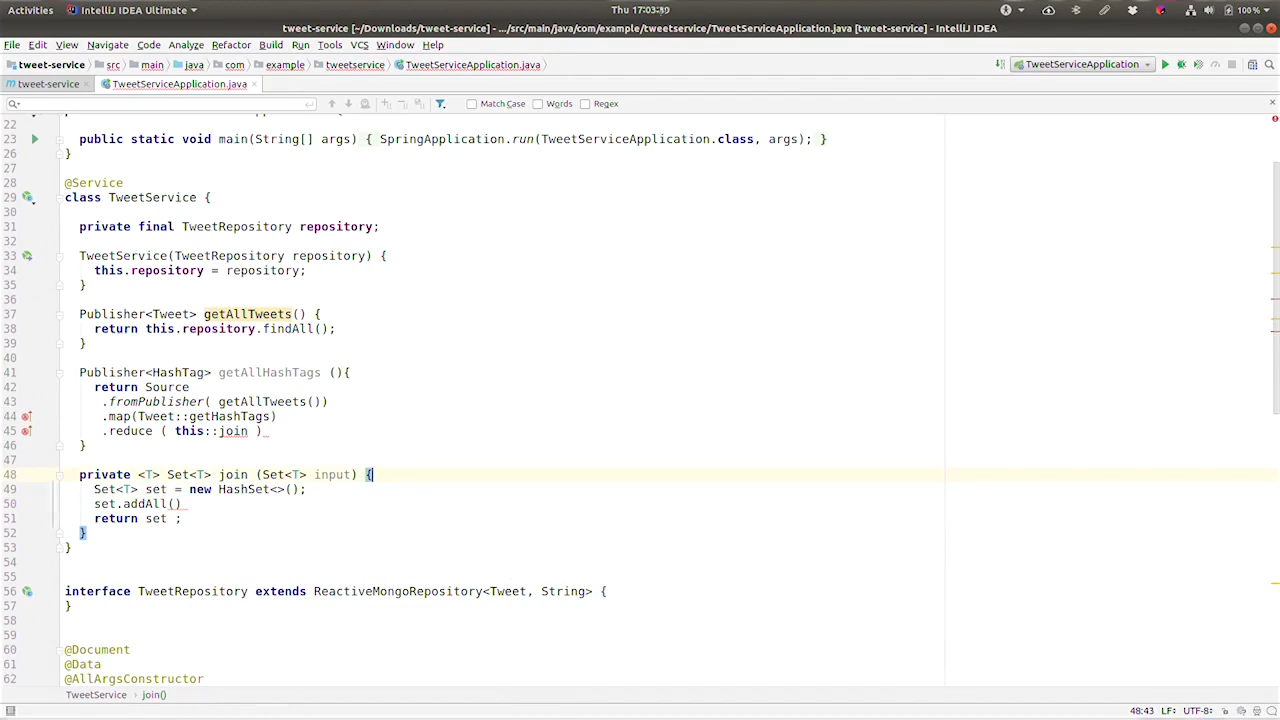 Activities IntelliJ IDEA Ultimate Thu 17:03:39 100 %
tweet-service [~/Downloads/tweet-service] - .../src/main/java/com/example/tweetservice/TweetServiceApplication.java [tweet-service] - IntelliJ IDEA
File Edit View Navigate Code Analyze Refactor Build Run Tools VCS Window Help
tweet-service src main java com example tweetservice TweetServiceApplication.java TweetServiceApplication
m tweet-service TweetServiceApplication.java
Match Case Words Regex
22
23 public static void main(String[] args) { SpringApplication.run(TweetServiceApplication.class, args); }
26 }
27
28 @Service
29 class TweetService {
30
31 private final TweetRepository repository;
32
33 TweetService(TweetRepository repository) {
34 this.repository = repository;
35 }
36
37 Publisher<Tweet> getAllTweets() {
38 return this.repository.findAll();
39 }
40
41 Publisher<HashTag> getAllHashTags (){
42 return Source
43 .fromPublisher( getAllTweets())
44 .map(Tweet::getHashTags)
45 .reduce ( this::join )
46 }
47
48 private <T> Set<T> join (Set<T> input) {
49 Set<T> set = new HashSet<>();
50 set.addAll()
51 return set ;
52 }
53 }
54
55
56 interface TweetRepository extends ReactiveMongoRepository<Tweet, String> {
57 }
58
59
60 @Document
61 @Data
62 @AllArgsConstructor
TweetService › join()
48:43 LF÷ UTF-8÷